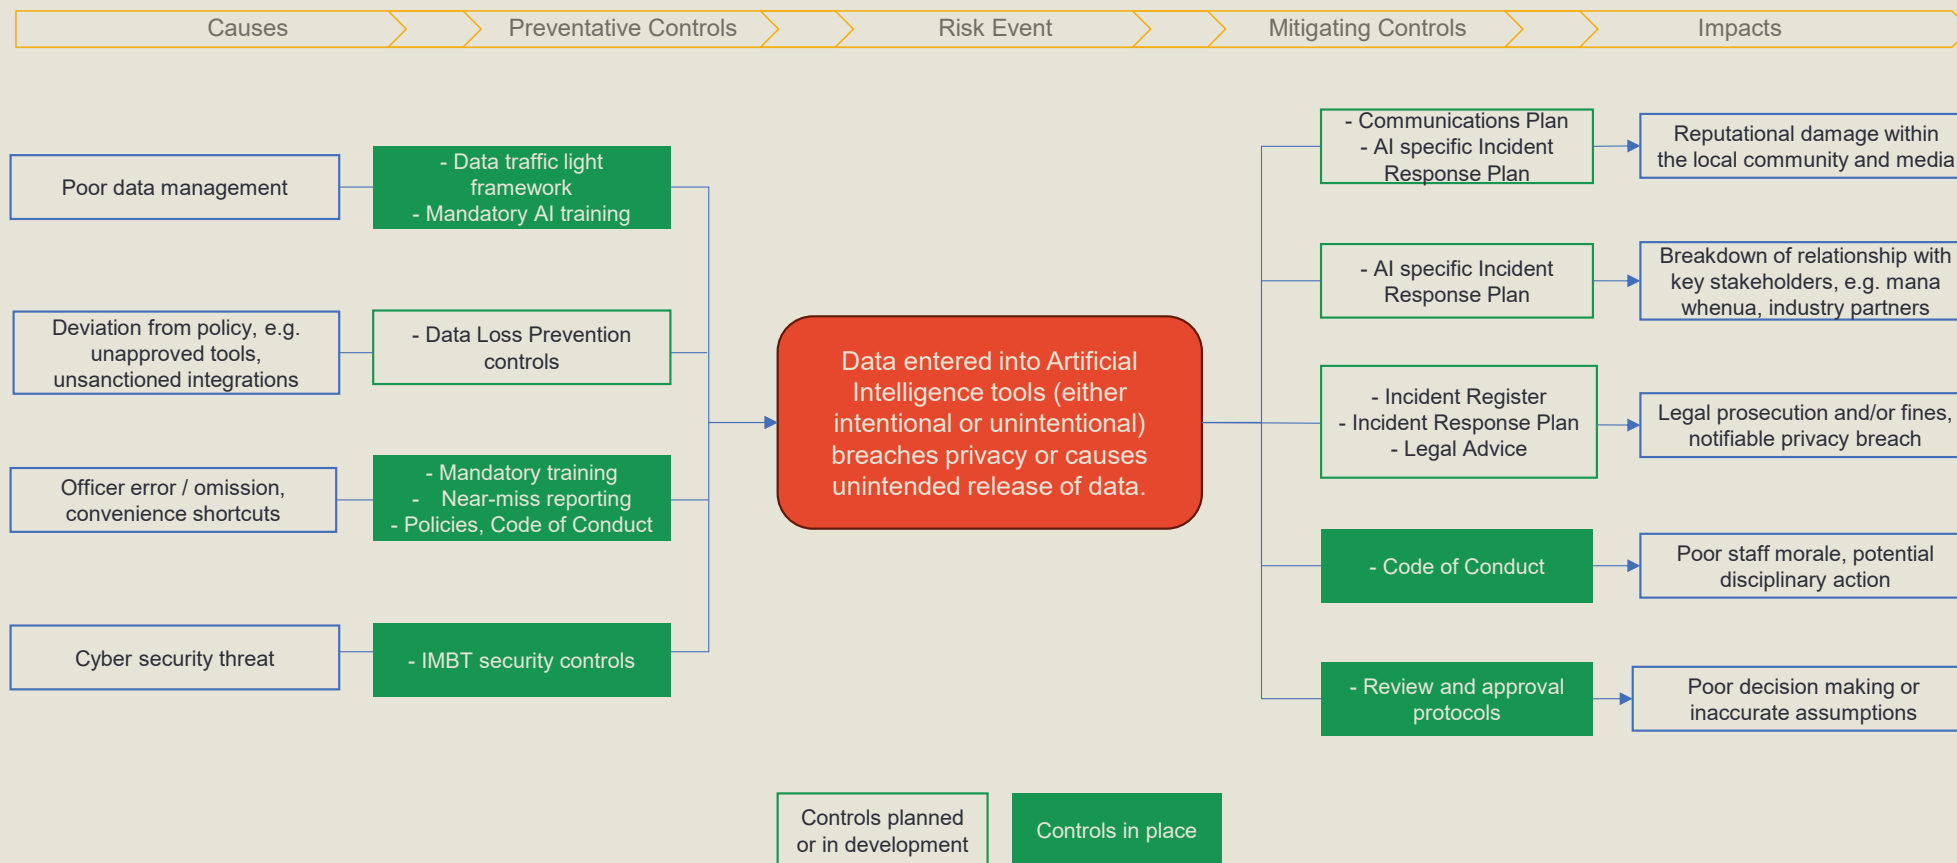 Causes
Preventative Controls
Risk Event
Mitigating Controls
Impacts
Poor data management
- Data traffic light
framework
- Mandatory AI training
Deviation from policy, e.g.
unapproved tools,
unsanctioned integrations
- Data Loss Prevention
controls
Officer error / omission,
convenience shortcuts
- Mandatory training
- Near-miss reporting
- Policies, Code of Conduct
Cyber security threat
- IMBT security controls
Data entered into Artificial
Intelligence tools (either
intentional or unintentional)
breaches privacy or causes
unintended release of data.
- Communications Plan
- AI specific Incident
Response Plan
Reputational damage within
the local community and media
- AI specific Incident
Response Plan
Breakdown of relationship with
key stakeholders, e.g. mana
whenua, industry partners
- Incident Register
- Incident Response Plan
- Legal Advice
Legal prosecution and/or fines,
notifiable privacy breach
- Code of Conduct
Poor staff morale, potential
disciplinary action
- Review and approval
protocols
Poor decision making or
inaccurate assumptions
Controls planned
or in development
Controls in place